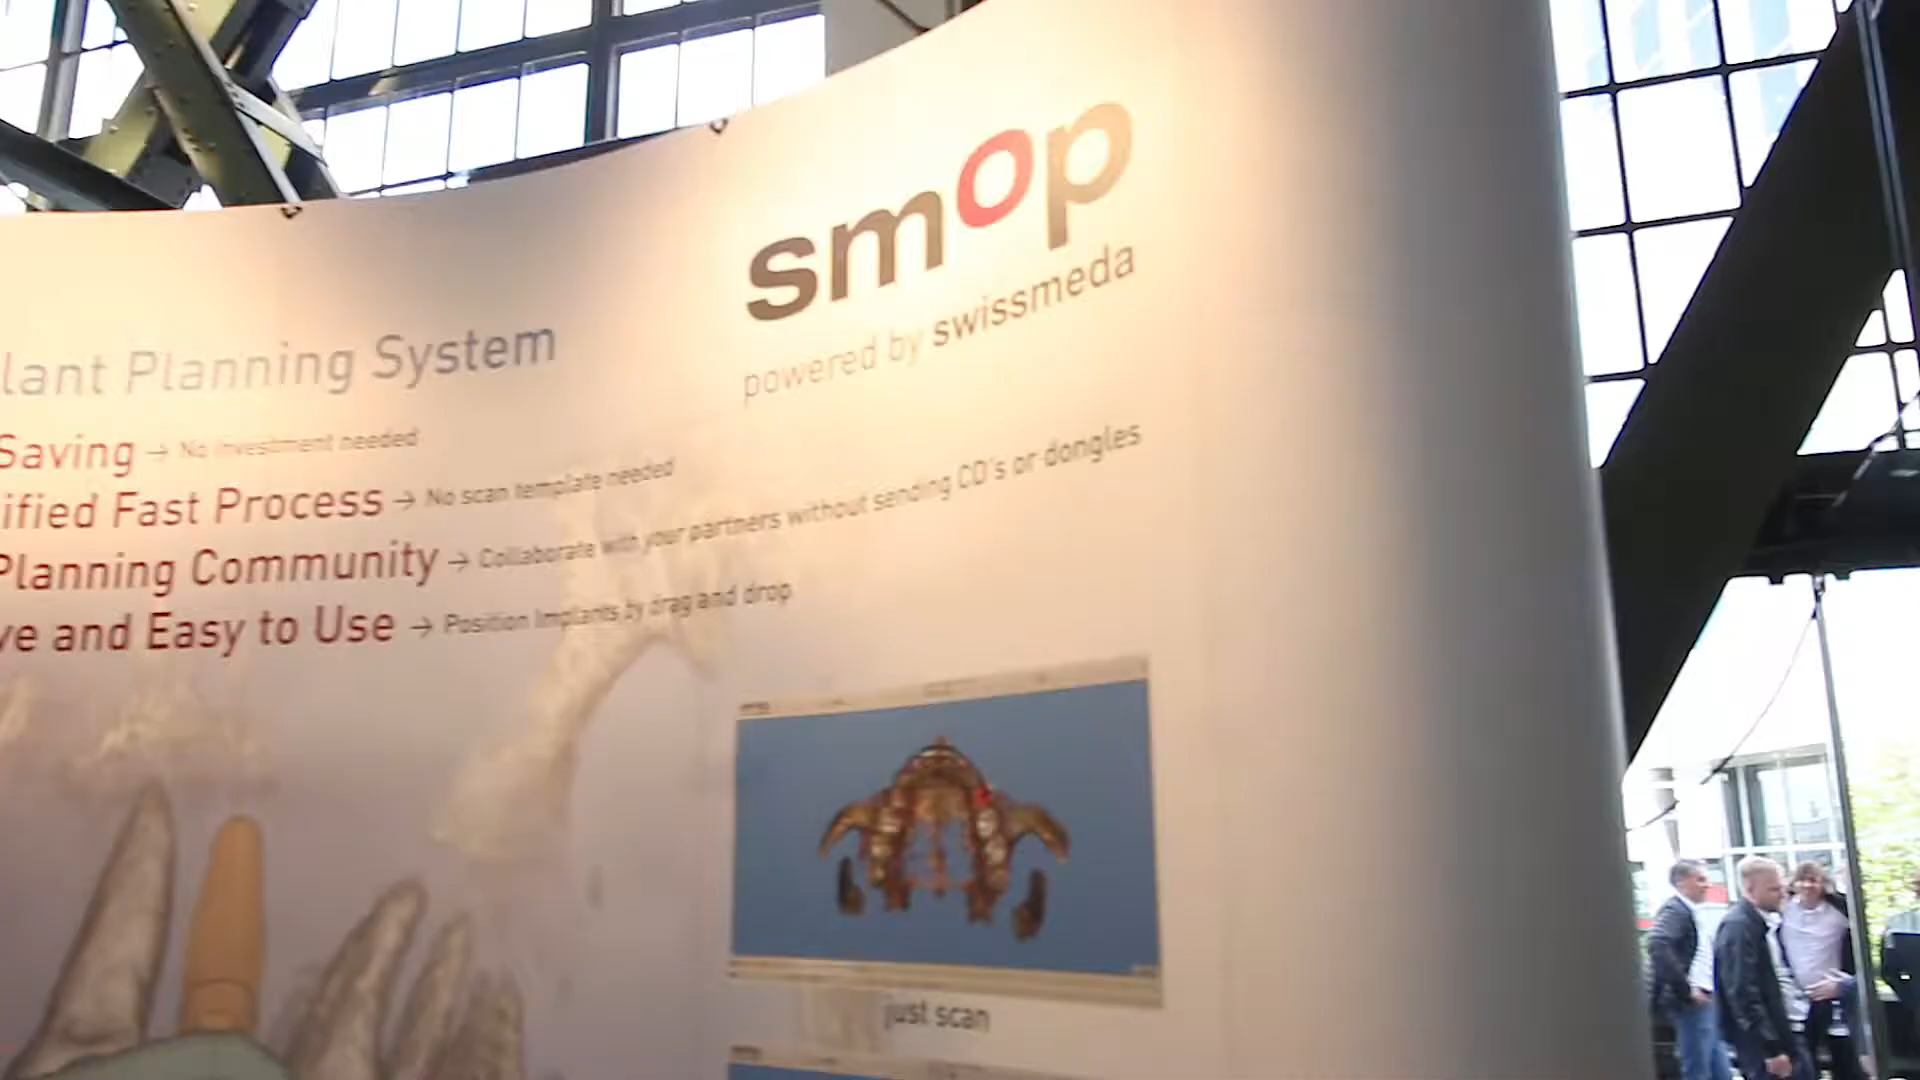 smop
powered by swissmeda
lant Planning System
Saving → No investment needed
ified Fast Process → No scan template needed
Planning Community → Collaborate with your partners without sending CD's or dongles
ve and Easy to Use → Position Implants by drag and drop
just scan